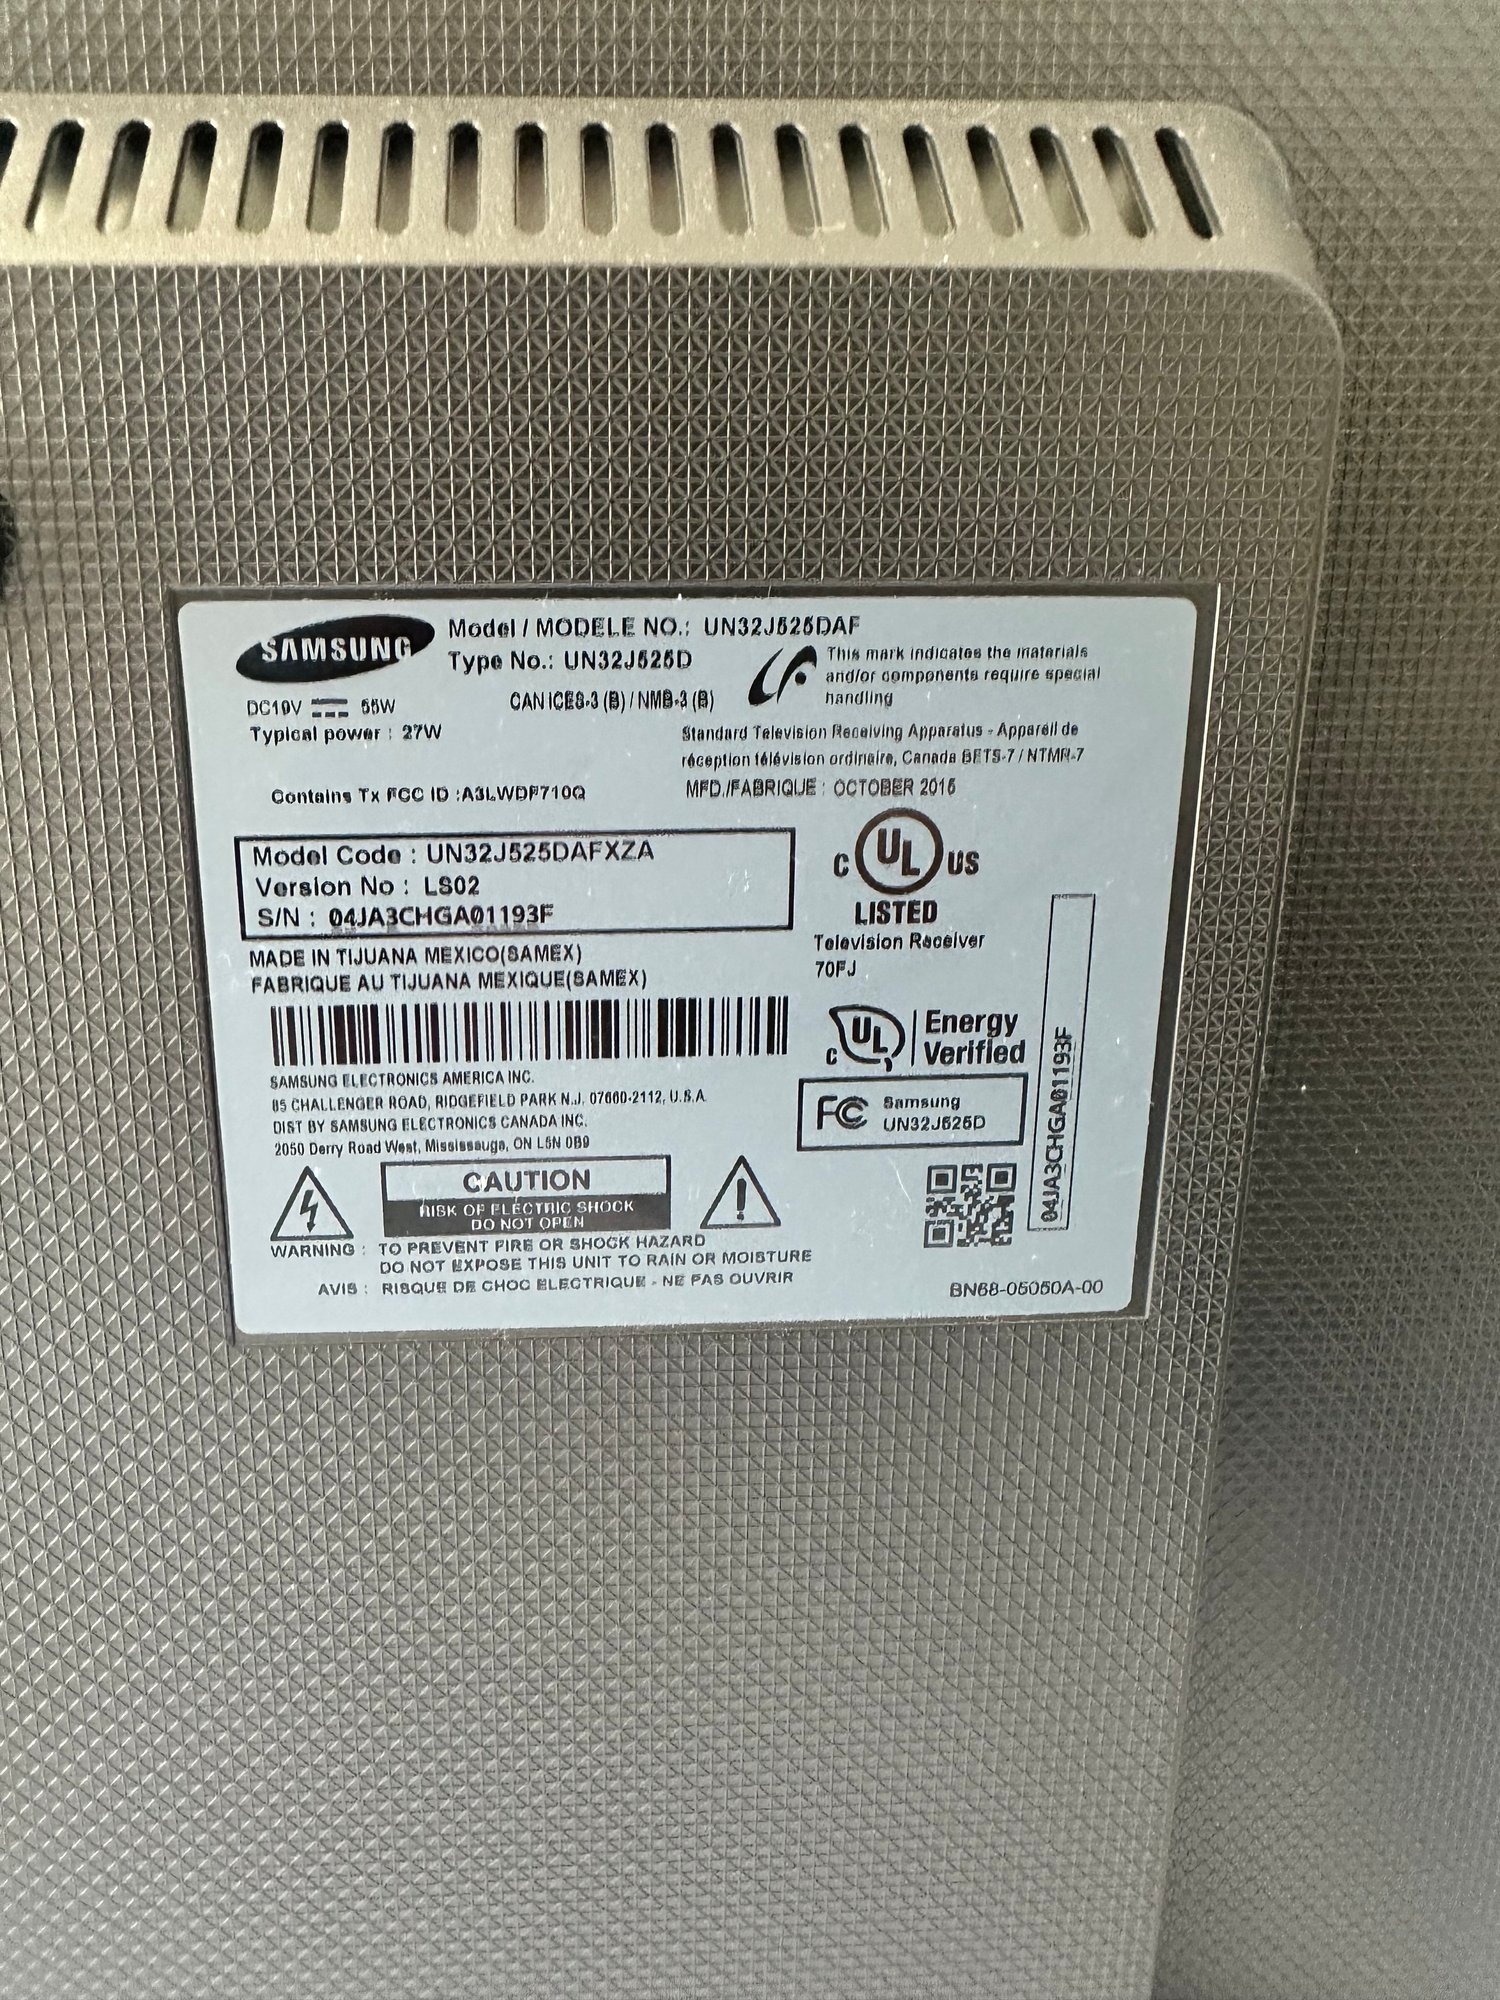 SAMSUNG
Model / MODELE NO.: UN32J525DAF
Type No.: UN32J525D
This mark indicates the materials
and/or components require special
handling
DC19V 55W
CAN ICES-3 (B) / NMB-3 (B)
Typical power : 27W
Standard Television Receiving Apparatus - Appareil de
réception télévision ordinaire, Canada BETS-7 / NTMR-7
Contains Tx FCC ID :A3LWDF710Q
MFD./FABRIQUE : OCTOBER 2015
Model Code : UN32J525DAFXZA
Version No : LS02
S/N : 04JA3CHGA01193F
C UL US
LISTED
Television Receiver
70FJ
MADE IN TIJUANA MEXICO(SAMEX)
FABRIQUE AU TIJUANA MEXIQUE(SAMEX)
C UL Energy
Verified
04JA3CHGA01193F
SAMSUNG ELECTRONICS AMERICA INC.
85 CHALLENGER ROAD, RIDGEFIELD PARK N.J. 07660-2112, U.S.A
DIST BY SAMSUNG ELECTRONICS CANADA INC.
2050 Derry Road West, Mississauga, ON L5N 0B9
FC Samsung
UN32J525D
CAUTION
RISK OF ELECTRIC SHOCK
DO NOT OPEN
WARNING : TO PREVENT FIRE OR SHOCK HAZARD
DO NOT EXPOSE THIS UNIT TO RAIN OR MOISTURE
AVIS : RISQUE DE CHOC ELECTRIQUE - NE PAS OUVRIR
BN68-05050A-00